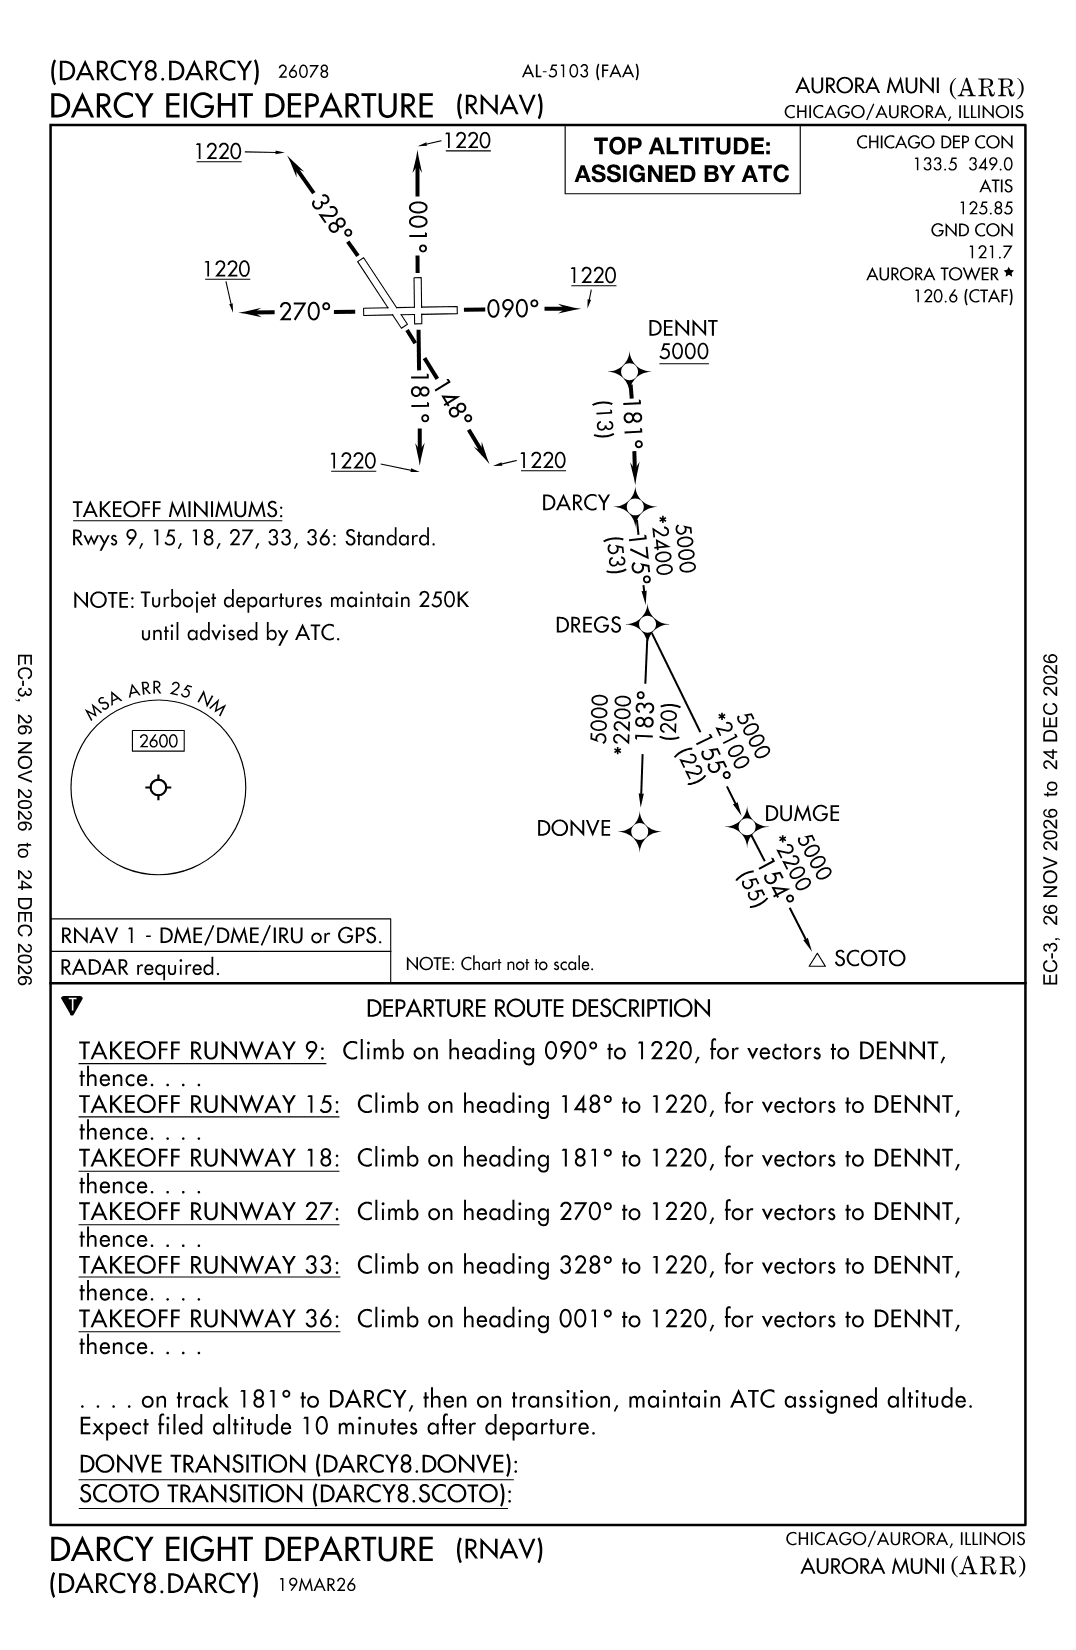 (DARCY8.DARCY) 26078
AL-5103 (FAA)
DARCY EIGHT DEPARTURE (RNAV)
AURORA MUNI (ARR)
CHICAGO/AURORA, ILLINOIS
TOP ALTITUDE:
ASSIGNED BY ATC
CHICAGO DEP CON
133.5 349.0
ATIS
125.85
GND CON
121.7
AURORA TOWER ★
120.6 (CTAF)
1220
1220
328°
001°
1220
1220
270°
090°
181°
148°
1220
1220
DENNT
5000
181°
(13)
DARCY
5000
*2400
175°
(53)
DREGS
5000
*2200
183°
(20)
5000
*2100
155°
(22)
DONVE
DUMGE
5000
*2200
154°
(55)
SCOTO
TAKEOFF MINIMUMS:
Rwys 9, 15, 18, 27, 33, 36: Standard.
NOTE: Turbojet departures maintain 250K
until advised by ATC.
MSA ARR 25 NM
2600
RNAV 1 - DME/DME/IRU or GPS.
RADAR required.
NOTE: Chart not to scale.
EC-3, 26 NOV 2026 to 24 DEC 2026
EC-3, 26 NOV 2026 to 24 DEC 2026
T
DEPARTURE ROUTE DESCRIPTION
TAKEOFF RUNWAY 9: Climb on heading 090° to 1220, for vectors to DENNT,
thence. . . .
TAKEOFF RUNWAY 15: Climb on heading 148° to 1220, for vectors to DENNT,
thence. . . .
TAKEOFF RUNWAY 18: Climb on heading 181° to 1220, for vectors to DENNT,
thence. . . .
TAKEOFF RUNWAY 27: Climb on heading 270° to 1220, for vectors to DENNT,
thence. . . .
TAKEOFF RUNWAY 33: Climb on heading 328° to 1220, for vectors to DENNT,
thence. . . .
TAKEOFF RUNWAY 36: Climb on heading 001° to 1220, for vectors to DENNT,
thence. . . .
. . . . on track 181° to DARCY, then on transition, maintain ATC assigned altitude.
Expect filed altitude 10 minutes after departure.
DONVE TRANSITION (DARCY8.DONVE):
SCOTO TRANSITION (DARCY8.SCOTO):
DARCY EIGHT DEPARTURE (RNAV)
(DARCY8.DARCY) 19MAR26
CHICAGO/AURORA, ILLINOIS
AURORA MUNI (ARR)